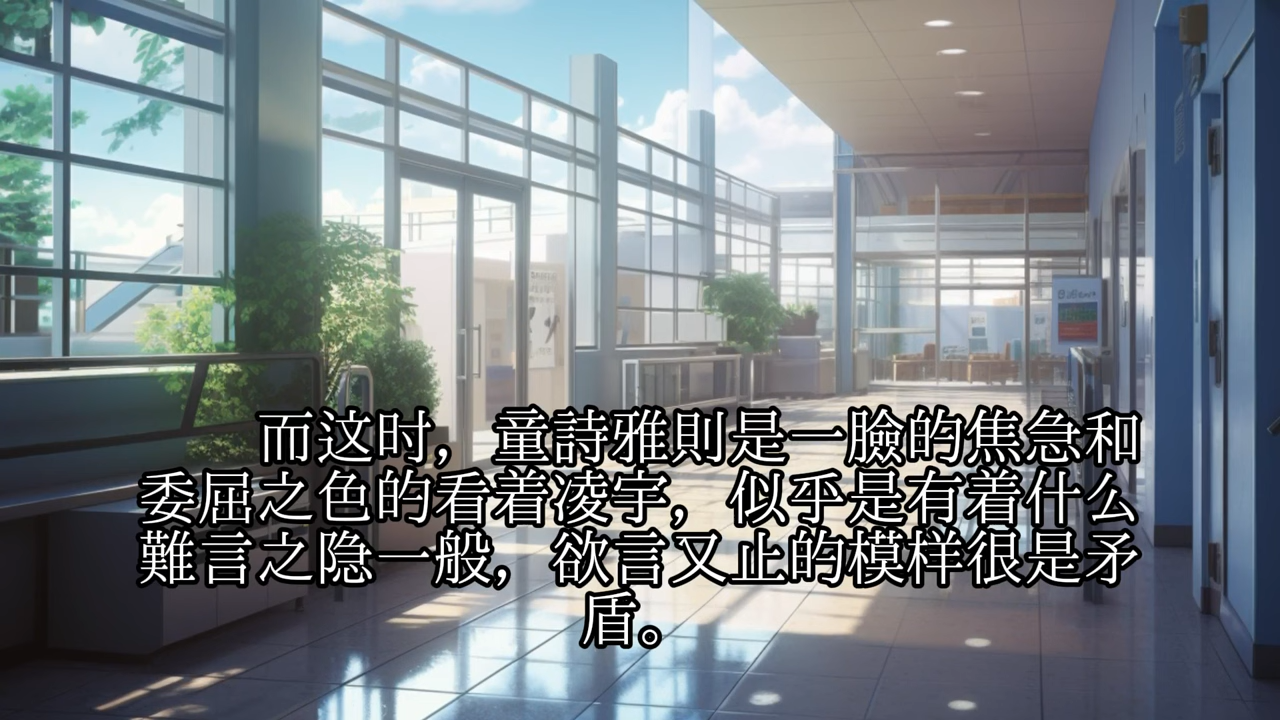 而这时，童詩雅則是一臉的焦急和
委屈之色的看着凌宇，似乎是有着什么
難言之隐一般，欲言又止的模样很是矛
盾。